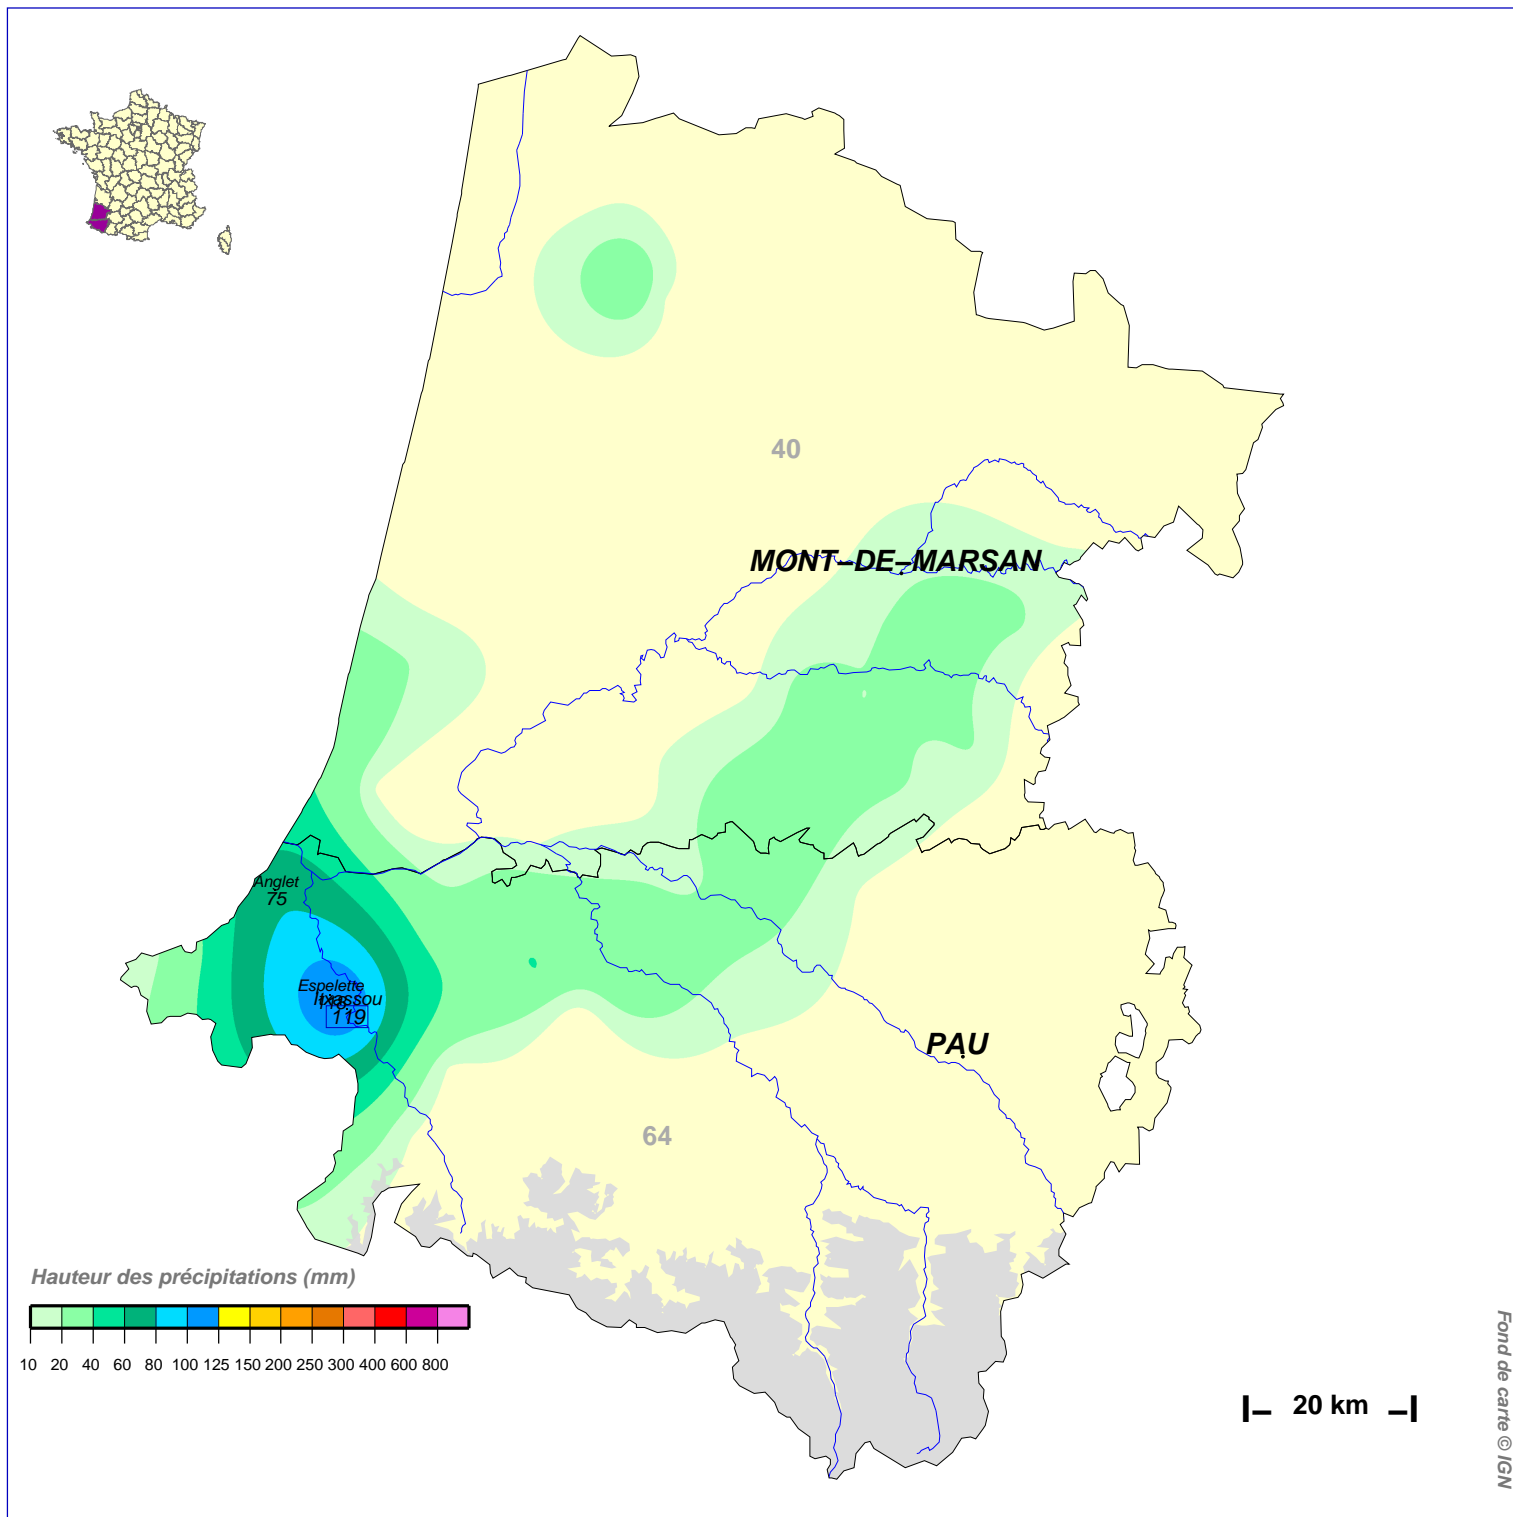 40
MONT-DE-MARSAN
Anglet
75
Espelette
Itxassou
119
PAU
64
Hauteur des précipitations (mm)
10 20 40 60 80 100 125 150 200 250 300 400 600 800
20 km
Fond de carte © IGN